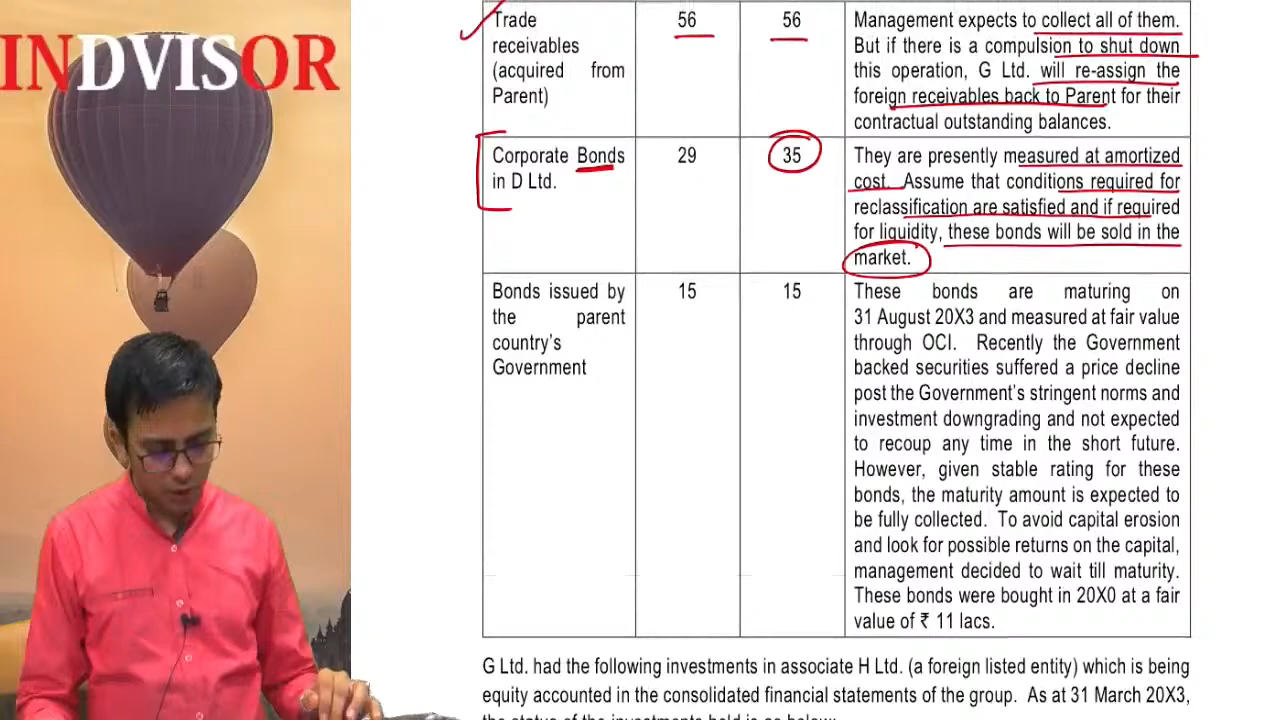 INDVISOR
Trade receivables (acquired from Parent)
56
56
Management expects to collect all of them.
But if there is a compulsion to shut down
this operation, G Ltd. will re-assign the
foreign receivables back to Parent for their
contractual outstanding balances.
Corporate Bonds
in D Ltd.
29
35
They are presently measured at amortized
cost. Assume that conditions required for
reclassification are satisfied and if required
for liquidity, these bonds will be sold in the
market.
Bonds issued by
the parent
country's
Government
15
15
These bonds are maturing on
31 August 20X3 and measured at fair value
through OCI. Recently the Government
backed securities suffered a price decline
post the Government's stringent norms and
investment downgrading and not expected
to recoup any time in the short future.
However, given stable rating for these
bonds, the maturity amount is expected to
be fully collected. To avoid capital erosion
and look for possible returns on the capital,
management decided to wait till maturity.
These bonds were bought in 20X0 at a fair
value of ₹ 11 lacs.
G Ltd. had the following investments in associate H Ltd. (a foreign listed entity) which is being
equity accounted in the consolidated financial statements of the group. As at 31 March 20X3,
the status of the investments held is as below: